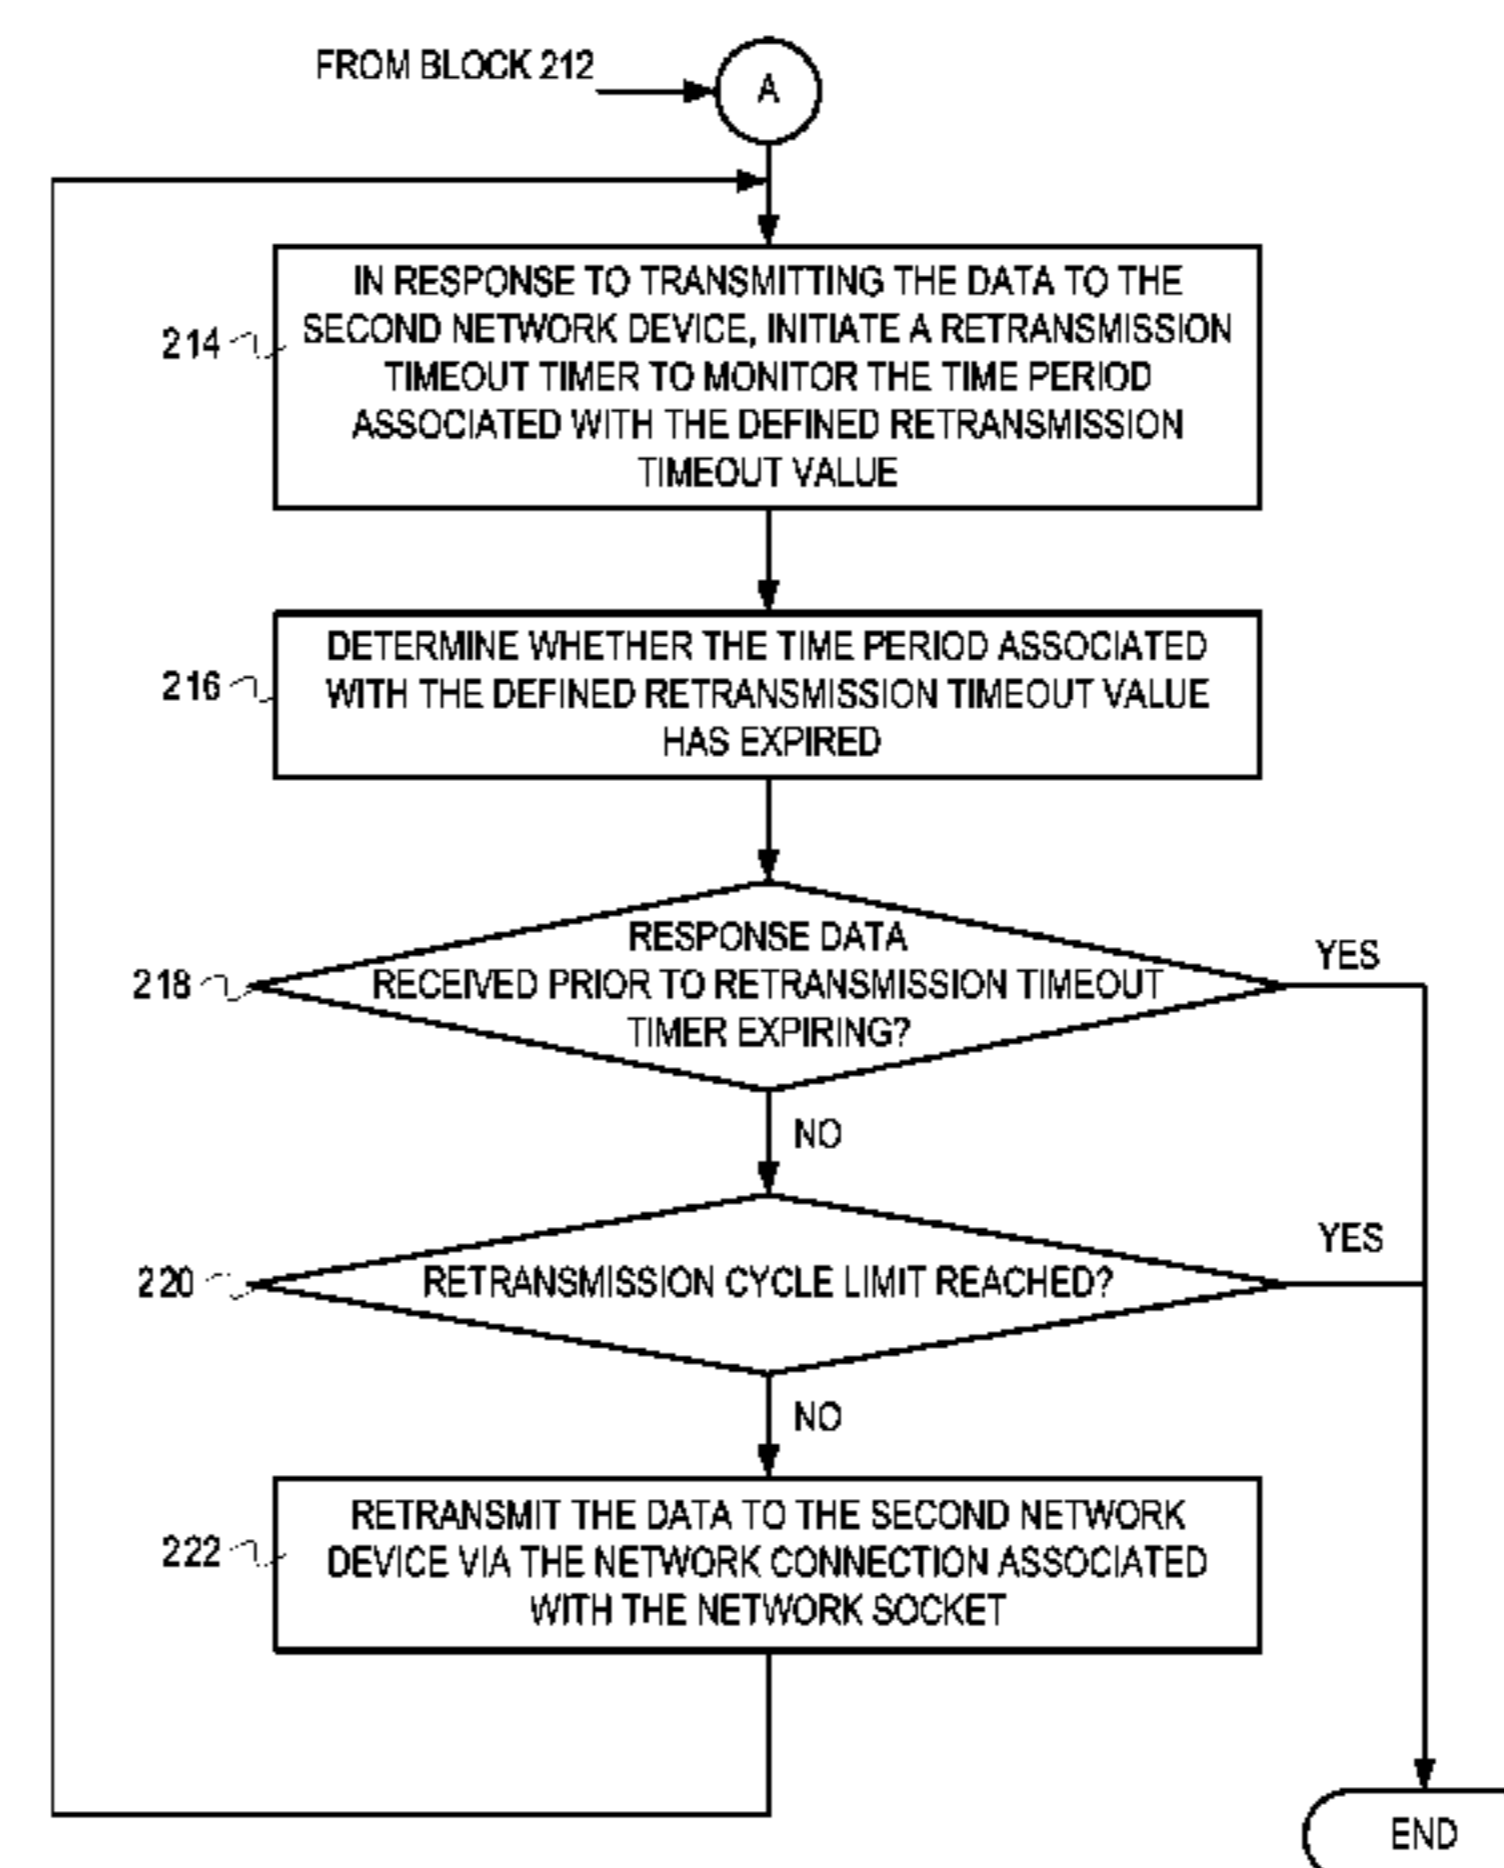 FROM BLOCK 212
A
IN RESPONSE TO TRANSMITTING THE DATA TO THE
SECOND NETWORK DEVICE, INITIATE A RETRANSMISSION
TIMEOUT TIMER TO MONITOR THE TIME PERIOD
ASSOCIATED WITH THE DEFINED RETRANSMISSION
TIMEOUT VALUE
214
DETERMINE WHETHER THE TIME PERIOD ASSOCIATED
WITH THE DEFINED RETRANSMISSION TIMEOUT VALUE
HAS EXPIRED
216
RESPONSE DATA
RECEIVED PRIOR TO RETRANSMISSION TIMEOUT
TIMER EXPIRING?
218
YES
NO
RETRANSMISSION CYCLE LIMIT REACHED?
220
YES
NO
RETRANSMIT THE DATA TO THE SECOND NETWORK
DEVICE VIA THE NETWORK CONNECTION ASSOCIATED
WITH THE NETWORK SOCKET
222
END